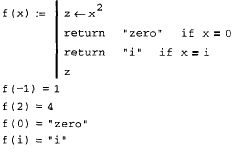 f(x) := | z ← x²
return "zero" if x = 0
return "i" if x = i
z
f(-1) = 1
f(2) = 4
f(0) = "zero"
f(i) = "i"